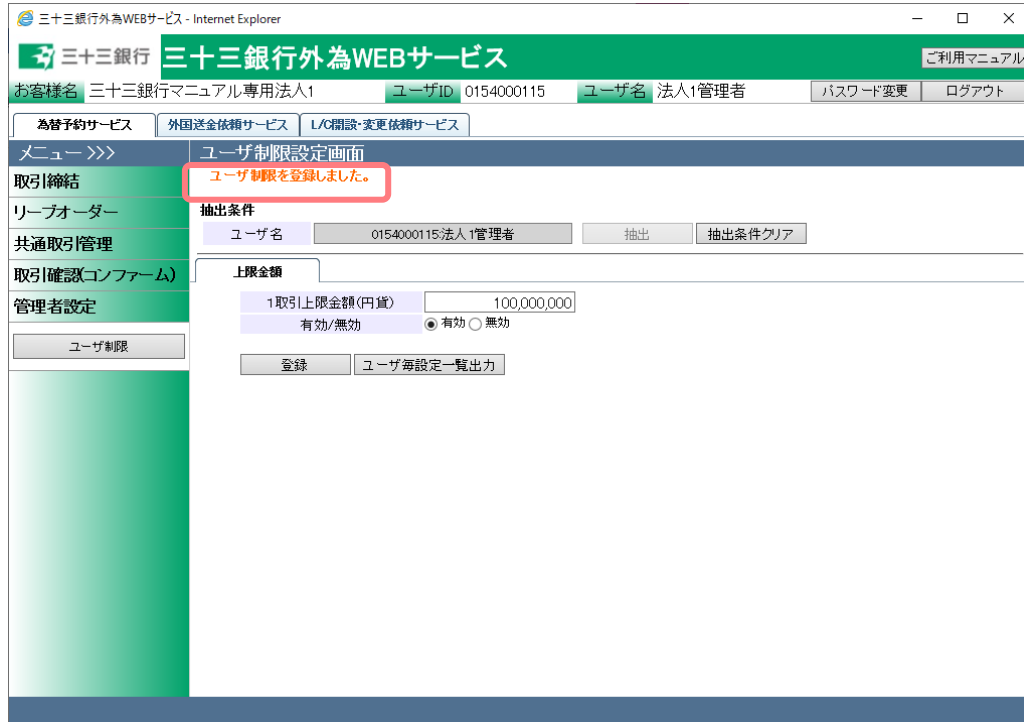 三十三銀行外為WEBサービス - Internet Explorer
三十三銀行 三十三銀行外為WEBサービス ご利用マニュアル
お客様名 三十三銀行マニュアル専用法人1 ユーザID 0154000115 ユーザ名 法人1管理者 パスワード変更 ログアウト
為替予約サービス 外国送金依頼サービス L/C開設・変更依頼サービス
メニュー >>> ユーザ制限設定画面
ユーザ制限を登録しました。
取引締結
リーブオーダー
共通取引管理
取引確認(コンファーム)
管理者設定
ユーザ制限
抽出条件
ユーザ名 0154000115:法人1管理者 抽出 抽出条件クリア
上限金額
1取引上限金額(円貨) 100,000,000
有効/無効 有効 無効
登録 ユーザ毎設定一覧出力